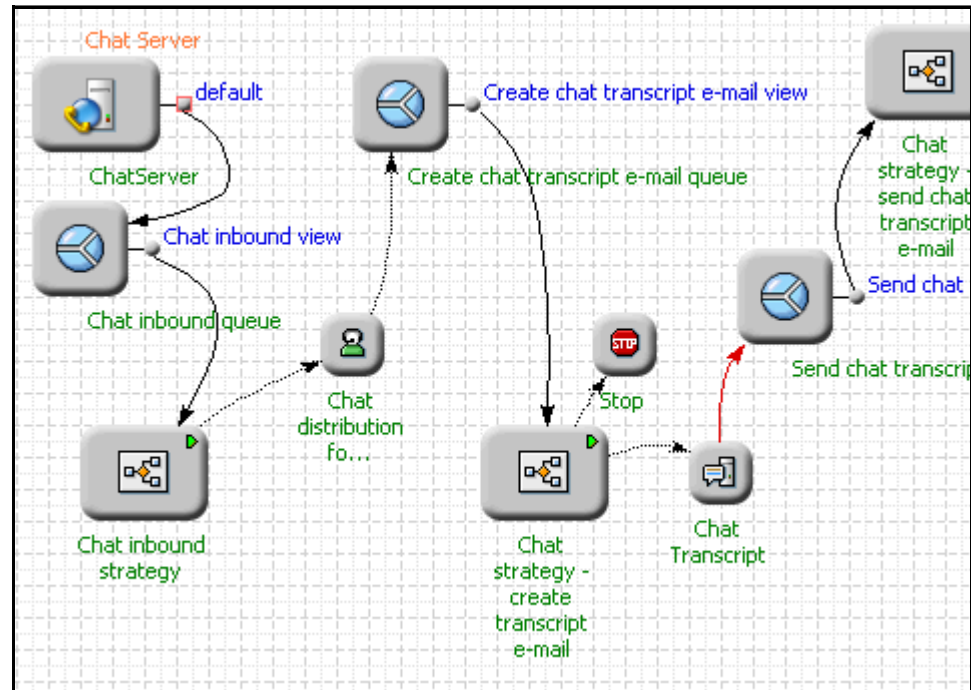 Chat Server
default
ChatServer
Chat inbound view
Chat inbound queue
Chat inbound
strategy
Chat
distribution
fo...
Create chat transcript e-mail view
Create chat transcript e-mail queue
STOP
Stop
Chat
strategy -
create
transcript
e-mail
Chat
Transcript
Chat
strategy -
send chat
transcript
e-mail
Send chat
Send chat